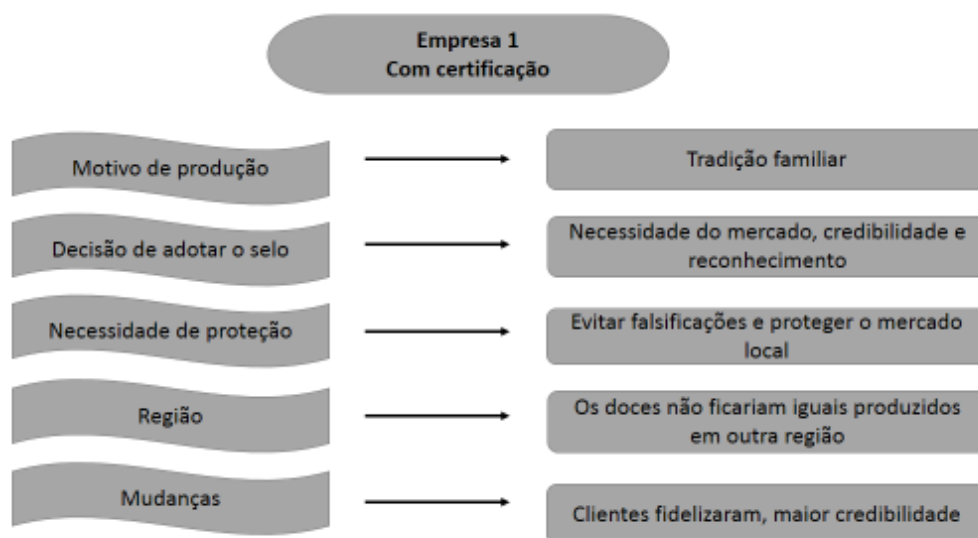 Empresa 1
Com certificação
Motivo de produção
Tradição familiar
Decisão de adotar o selo
Necessidade do mercado, credibilidade e
reconhecimento
Necessidade de proteção
Evitar falsificações e proteger o mercado
local
Região
Os doces não ficariam iguais produzidos
em outra região
Mudanças
Clientes fidelizaram, maior credibilidade